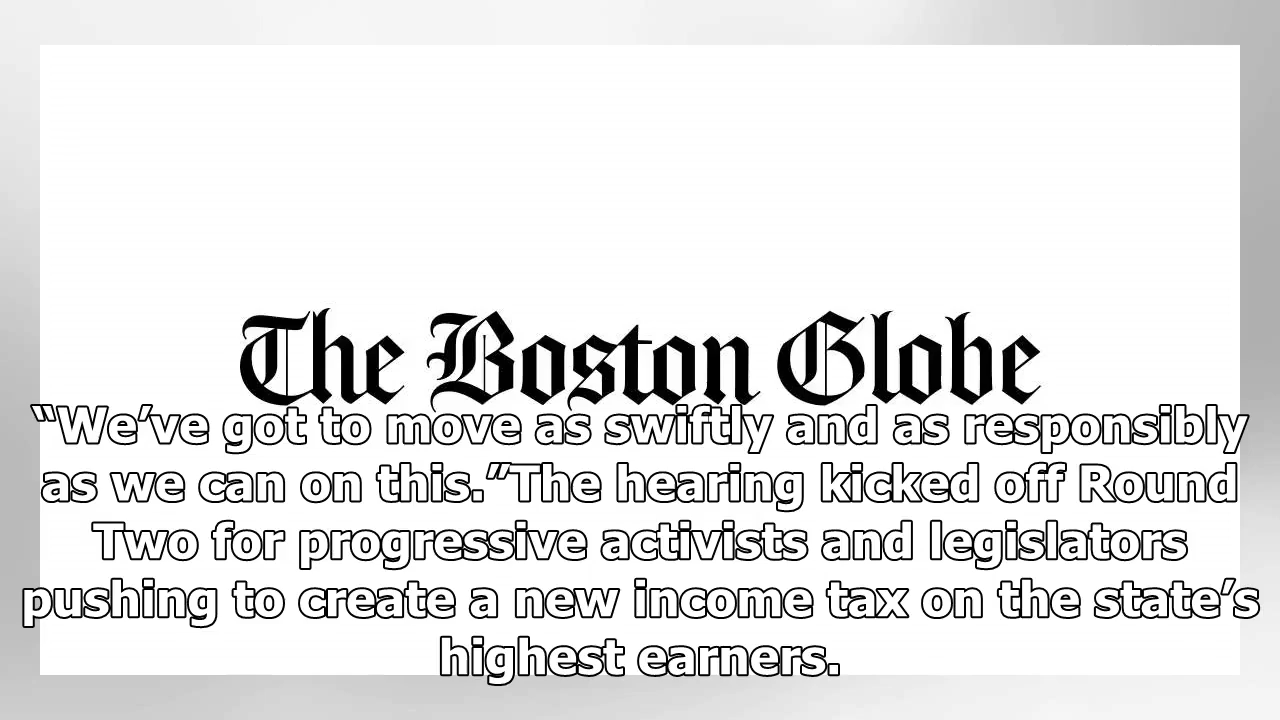 The Boston Globe
“We’ve got to move as swiftly and as responsibly
as we can on this.”The hearing kicked off Round
Two for progressive activists and legislators
pushing to create a new income tax on the state’s
highest earners.